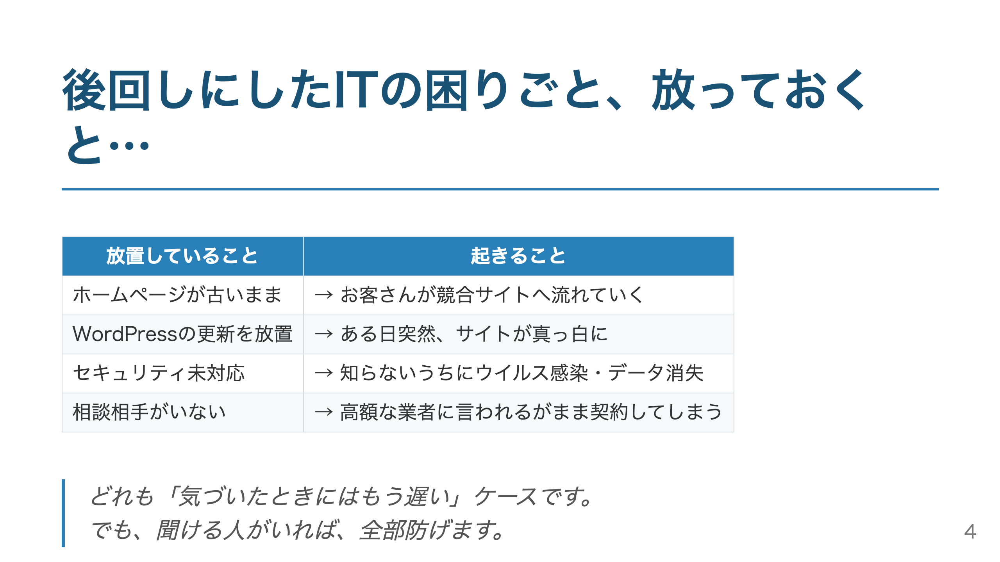 後回しにしたITの困りごと、放っておく
と…
放置していること 起きること
ホームページが古いまま → お客さんが競合サイトへ流れていく
WordPressの更新を放置 → ある日突然、サイトが真っ白に
セキュリティ未対応 → 知らないうちにウイルス感染・データ消失
相談相手がいない → 高額な業者に言われるがまま契約してしまう
どれも「気づいたときにはもう遅い」ケースです。
でも、聞ける人がいれば、全部防げます。
4